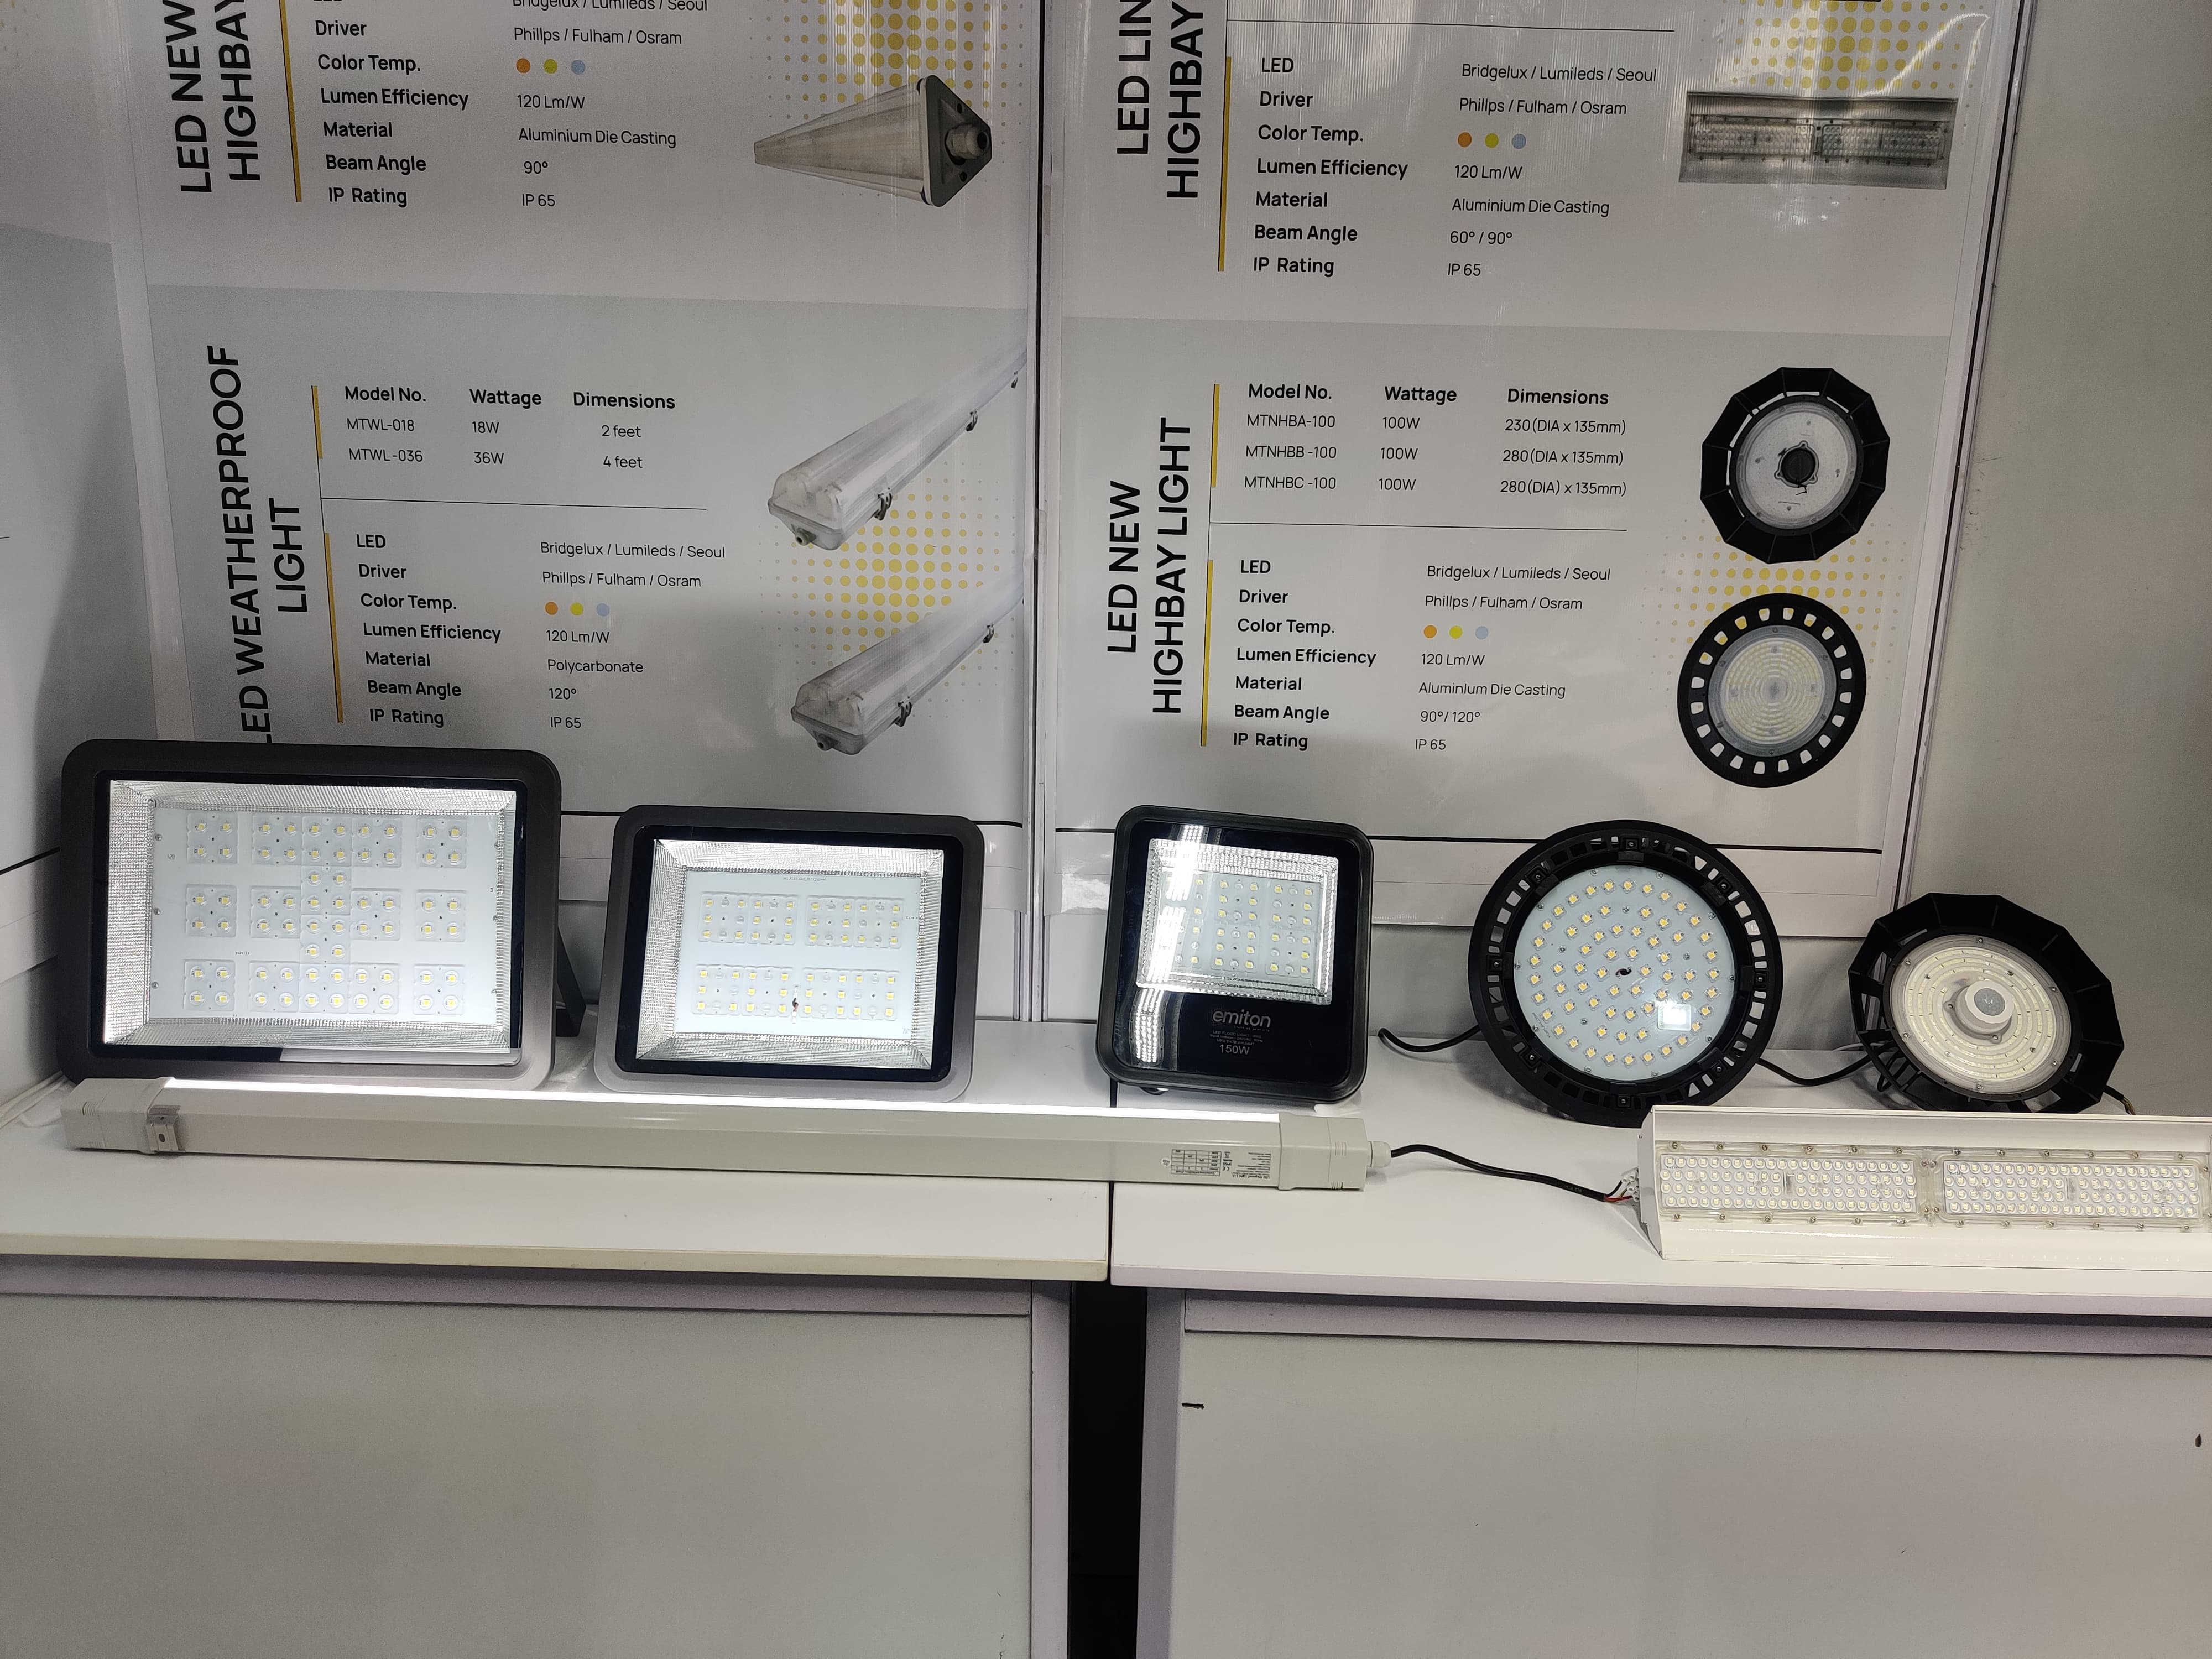 LED NEW
HIGHBAY
Bridgelux / Lumileds / Seoul
Driver Phillps / Fulham / Osram
Color Temp.
Lumen Efficiency 120 Lm/W
Material Aluminium Die Casting
Beam Angle 90°
IP Rating IP 65
LED WEATHERPROOF
LIGHT
Model No. Wattage Dimensions
MTWL-018 18W 2 feet
MTWL-036 36W 4 feet
LED Bridgelux / Lumileds / Seoul
Driver Phillps / Fulham / Osram
Color Temp.
Lumen Efficiency 120 Lm/W
Material Polycarbonate
Beam Angle 120°
IP Rating IP 65
LED LIN
HIGHBAY
LED Bridgelux / Lumileds / Seoul
Driver Phillps / Fulham / Osram
Color Temp.
Lumen Efficiency 120 Lm/W
Material Aluminium Die Casting
Beam Angle 60° / 90°
IP Rating IP 65
LED NEW
HIGHBAY LIGHT
Model No. Wattage Dimensions
MTNHBA-100 100W 230(DIA x 135mm)
MTNHBB -100 100W 280(DIA x 135mm)
MTNHBC -100 100W 280(DIA) x 135mm)
LED Bridgelux / Lumileds / Seoul
Driver Phillps / Fulham / Osram
Color Temp.
Lumen Efficiency 120 Lm/W
Material Aluminium Die Casting
Beam Angle 90°/ 120°
IP Rating IP 65
emiton
150W